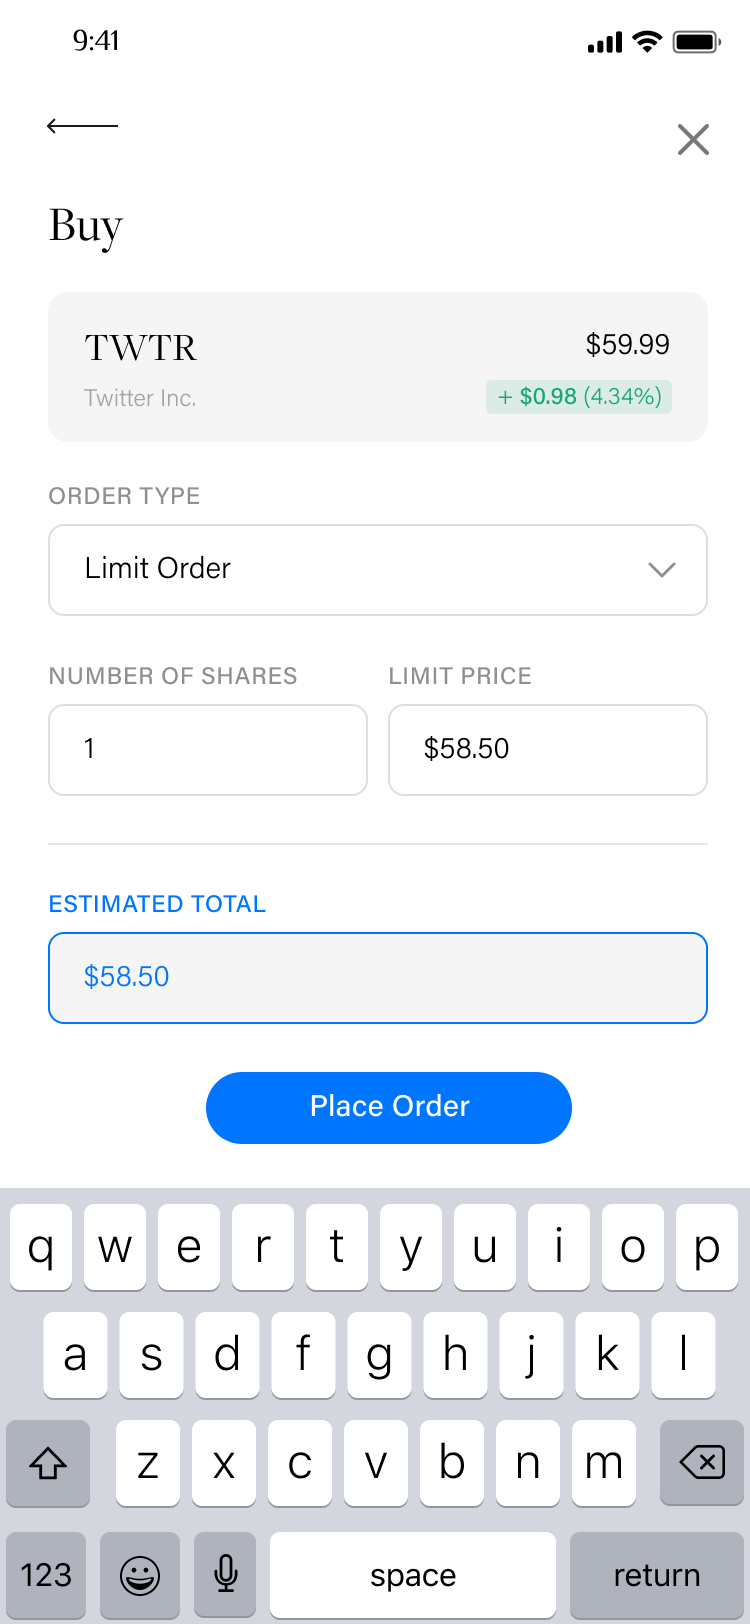 9:41
Buy
TWTR
$59.99
Twitter Inc.
+ $0.98 (4.34%)
ORDER TYPE
Limit Order
NUMBER OF SHARES
LIMIT PRICE
1
$58.50
ESTIMATED TOTAL
$58.50
Place Order
q w e r t y u i o p
a s d f g h j k l
z x c v b n m
123 space return